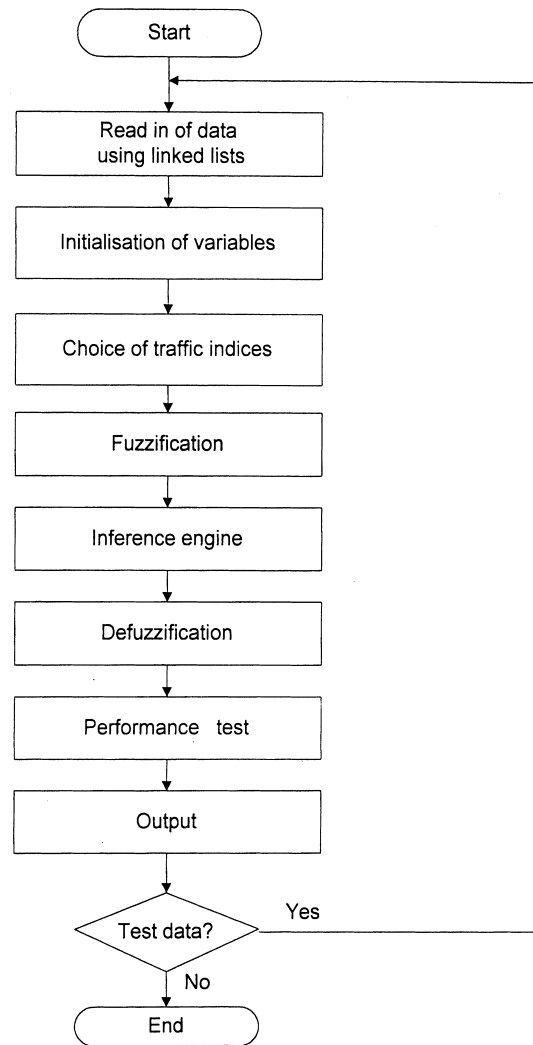 Start
Read in of data
using linked lists
Initialisation of variables
Choice of traffic indices
Fuzzification
Inference engine
Defuzzification
Performance test
Output
Test data?
Yes
No
End